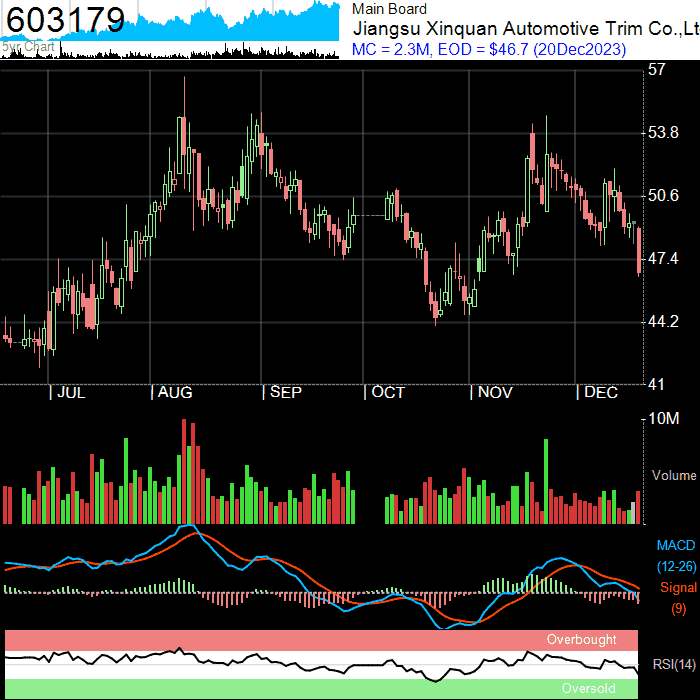 603179
Main Board
Jiangsu Xinquan Automotive Trim Co.,Lt
MC = 2.3M, EOD = $46.7 (20Dec2023)
5yr Chart
57
53.8
50.6
47.4
44.2
41
| JUL | AUG | SEP | OCT | NOV | DEC
10M
Volume
MACD
(12-26)
Signal
(9)
Overbought
RSI(14)
Oversold